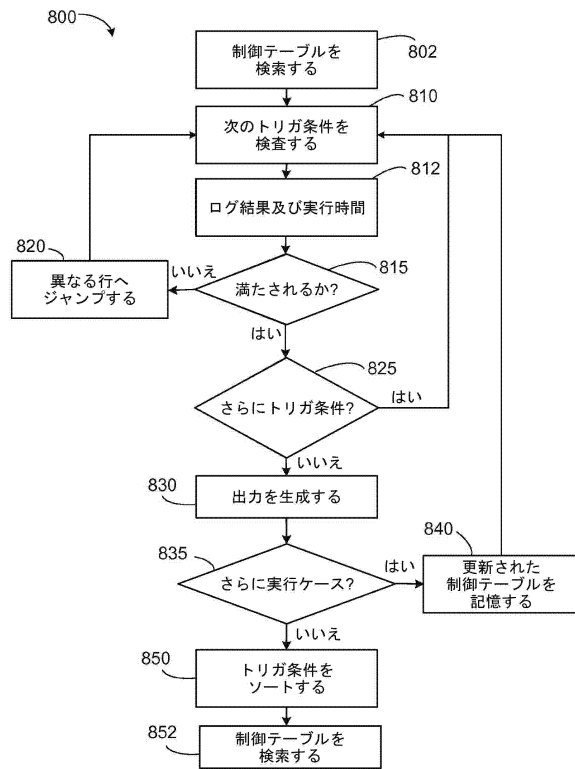 800
制御テーブルを
検索する
802
810
次のトリガ条件を
検査する
812
ログ結果及び実行時間
820
異なる行へ
ジャンプする
いいえ
815
満たされるか?
はい
825
さらにトリガ条件?
はい
いいえ
830
出力を生成する
835
さらに実行ケース?
はい
840
更新された
制御テーブルを
記憶する
いいえ
850
トリガ条件を
ソートする
852
制御テーブルを
検索する